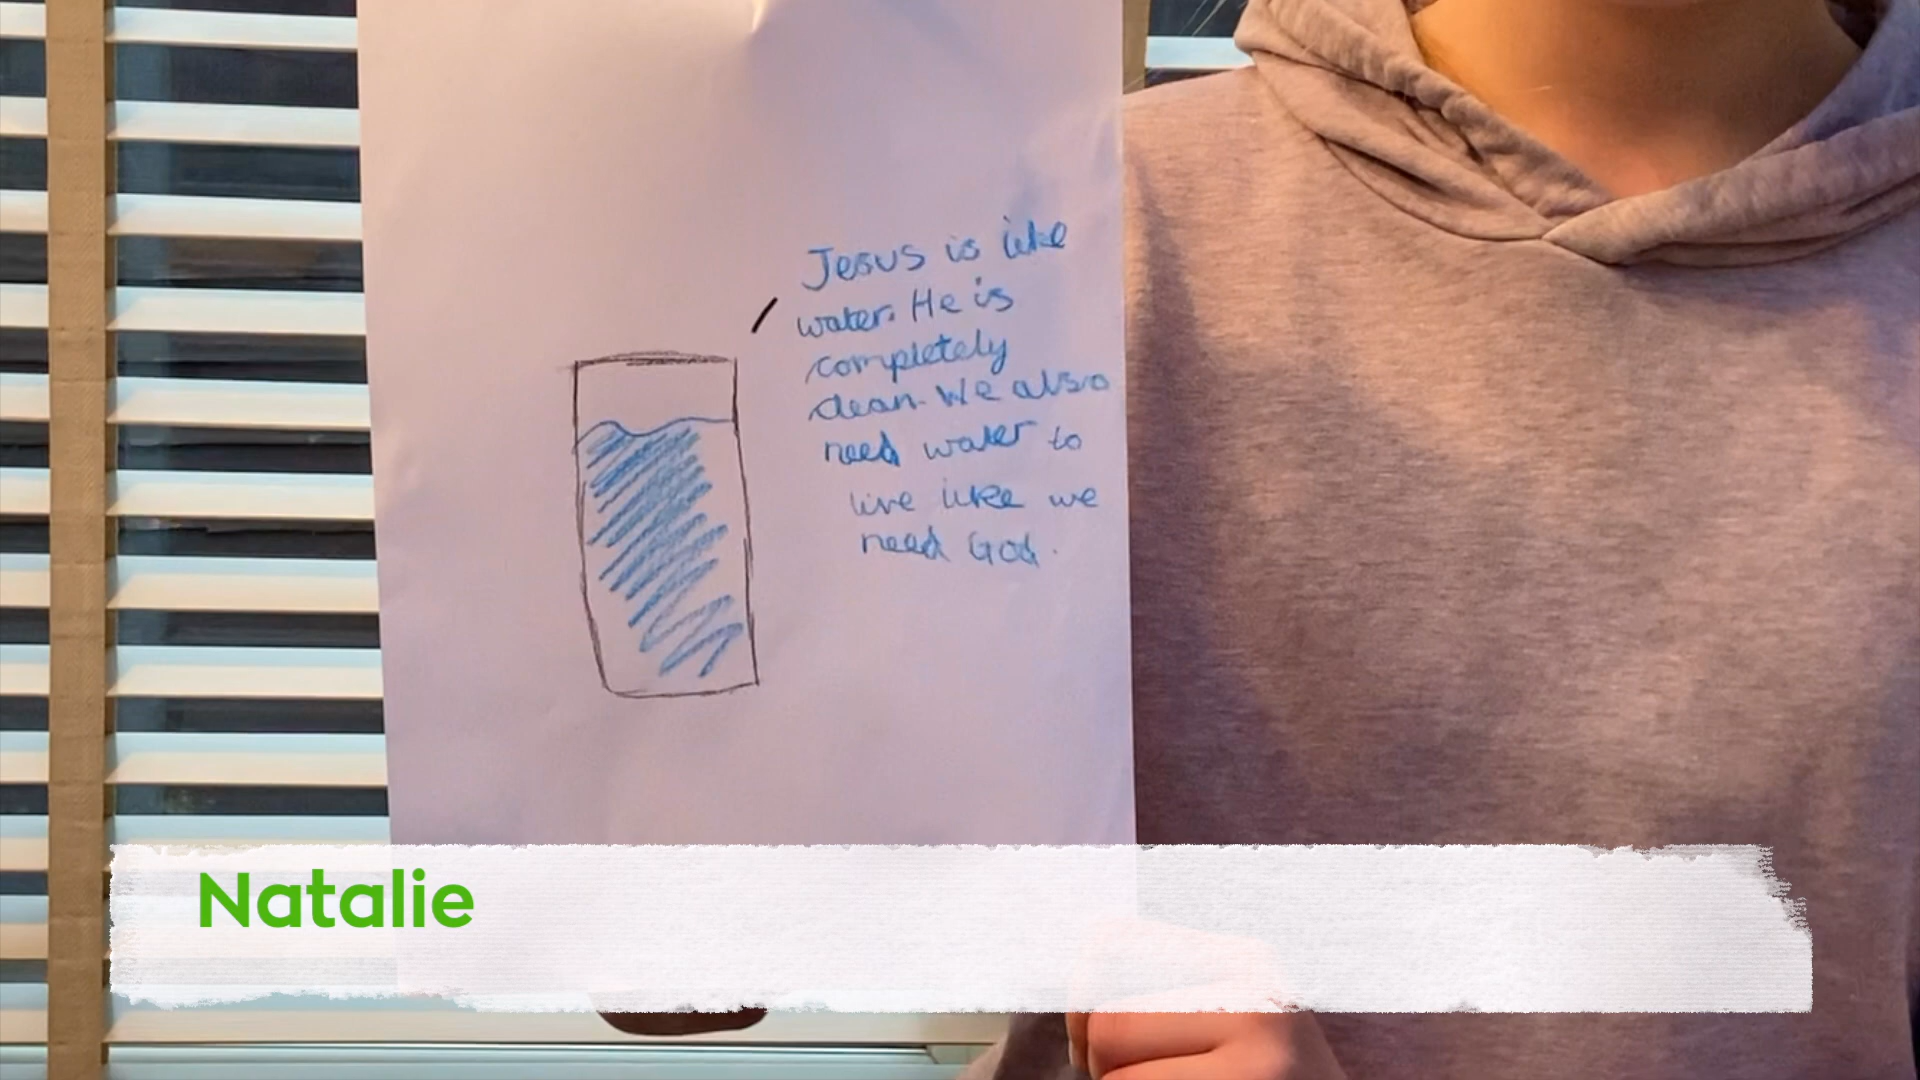 Jesus is like
water. He is
completely
clean. We also
need water to
live like we
need God.
Natalie